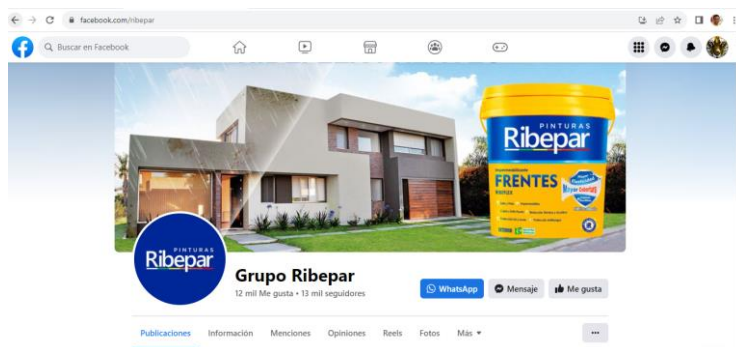 facebook.com/ribepar
Buscar en Facebook
PINTURAS
Ribepar
FRENTES
PINTURAS
Ribepar
Grupo Ribepar
12 mil Me gusta • 13 mil seguidores
WhatsApp
Mensaje
Me gusta
Publicaciones
Información
Menciones
Opiniones
Reels
Fotos
Más